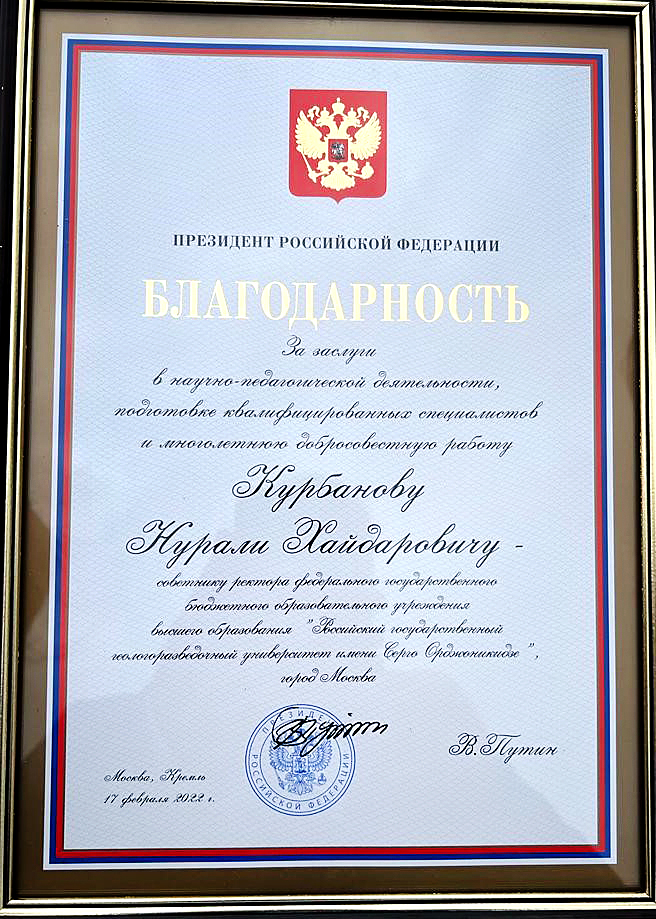 ПРЕЗИДЕНТ РОССИЙСКОЙ ФЕДЕРАЦИИ
БЛАГОДАРНОСТЬ
За заслуги
в научно-педагогической деятельности,
подготовке квалифицированных специалистов
и многолетнюю добросовестную работу
Курбанову
Нурали Хайдаровичу -
советнику ректора федерального государственного
бюджетного образовательного учреждения
высшего образования "Российский государственный
геологоразведочный университет имени Серго Орджоникидзе",
город Москва
ПРЕЗИДЕНТ
РОССИЙСКОЙ ФЕДЕРАЦИИ
В.Путин
Москва, Кремль
17 февраля 2022 г.